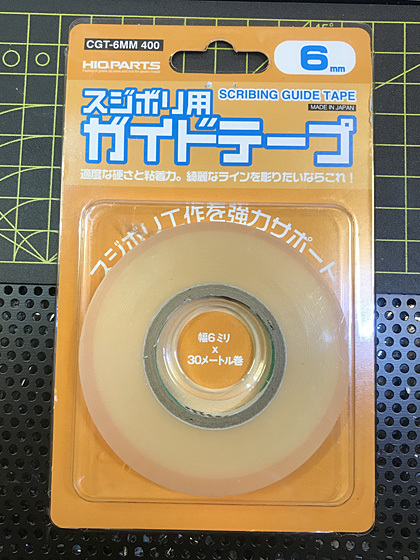 CGT-6MM 400
HIQPARTS
6
mm
スジボリ用
SCRIBING GUIDE TAPE
MADE IN JAPAN
ガイドテープ
適度な硬さと粘着力。綺麗なラインを彫りたいならこれ！
スジボリ工作を強力サポート
幅6ミリ
x
30メートル巻